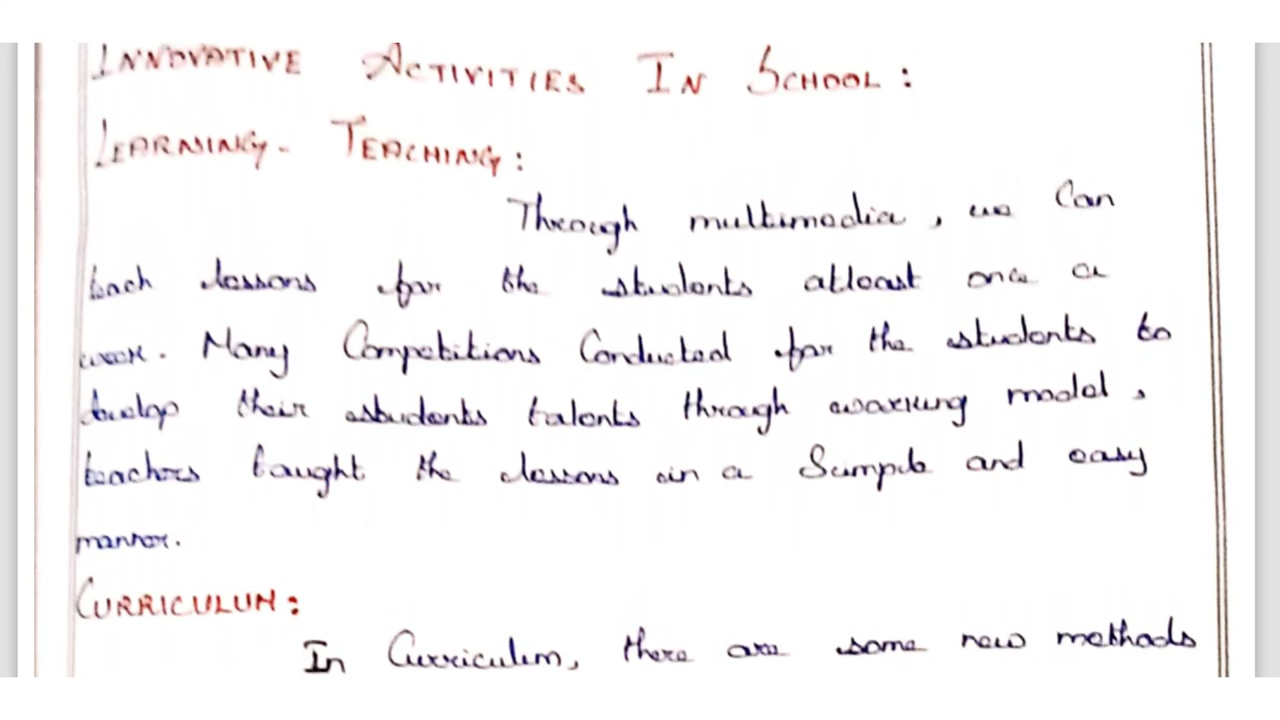 INNOVATIVE ACTIVITIES IN SCHOOL :
LEARNING - TEACHING :
Through multimedia, we Can
teach lessons for the students atleast once a
week. Many Competitions Conducted for the students to
develop their students talents through working model,
teachers taught the lessons in a Simple and easy
manner.
CURRICULUM :
In Curriculum, there are some new methods